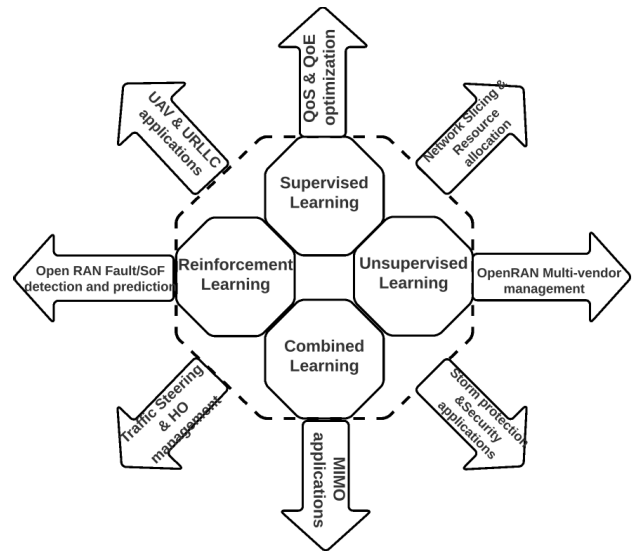 QoS & QoE
optimization
UAV & URLLC
applications
Network Slicing &
Resource
allocation
Supervised
Learning
Open RAN Fault/SoF
detection and prediction
Reinforcement
Learning
Unsupervised
Learning
OpenRAN Multi-vendor
management
Combined
Learning
Traffic Steering
& HO
management
MIMO
applications
Storm protection
&Security
applications